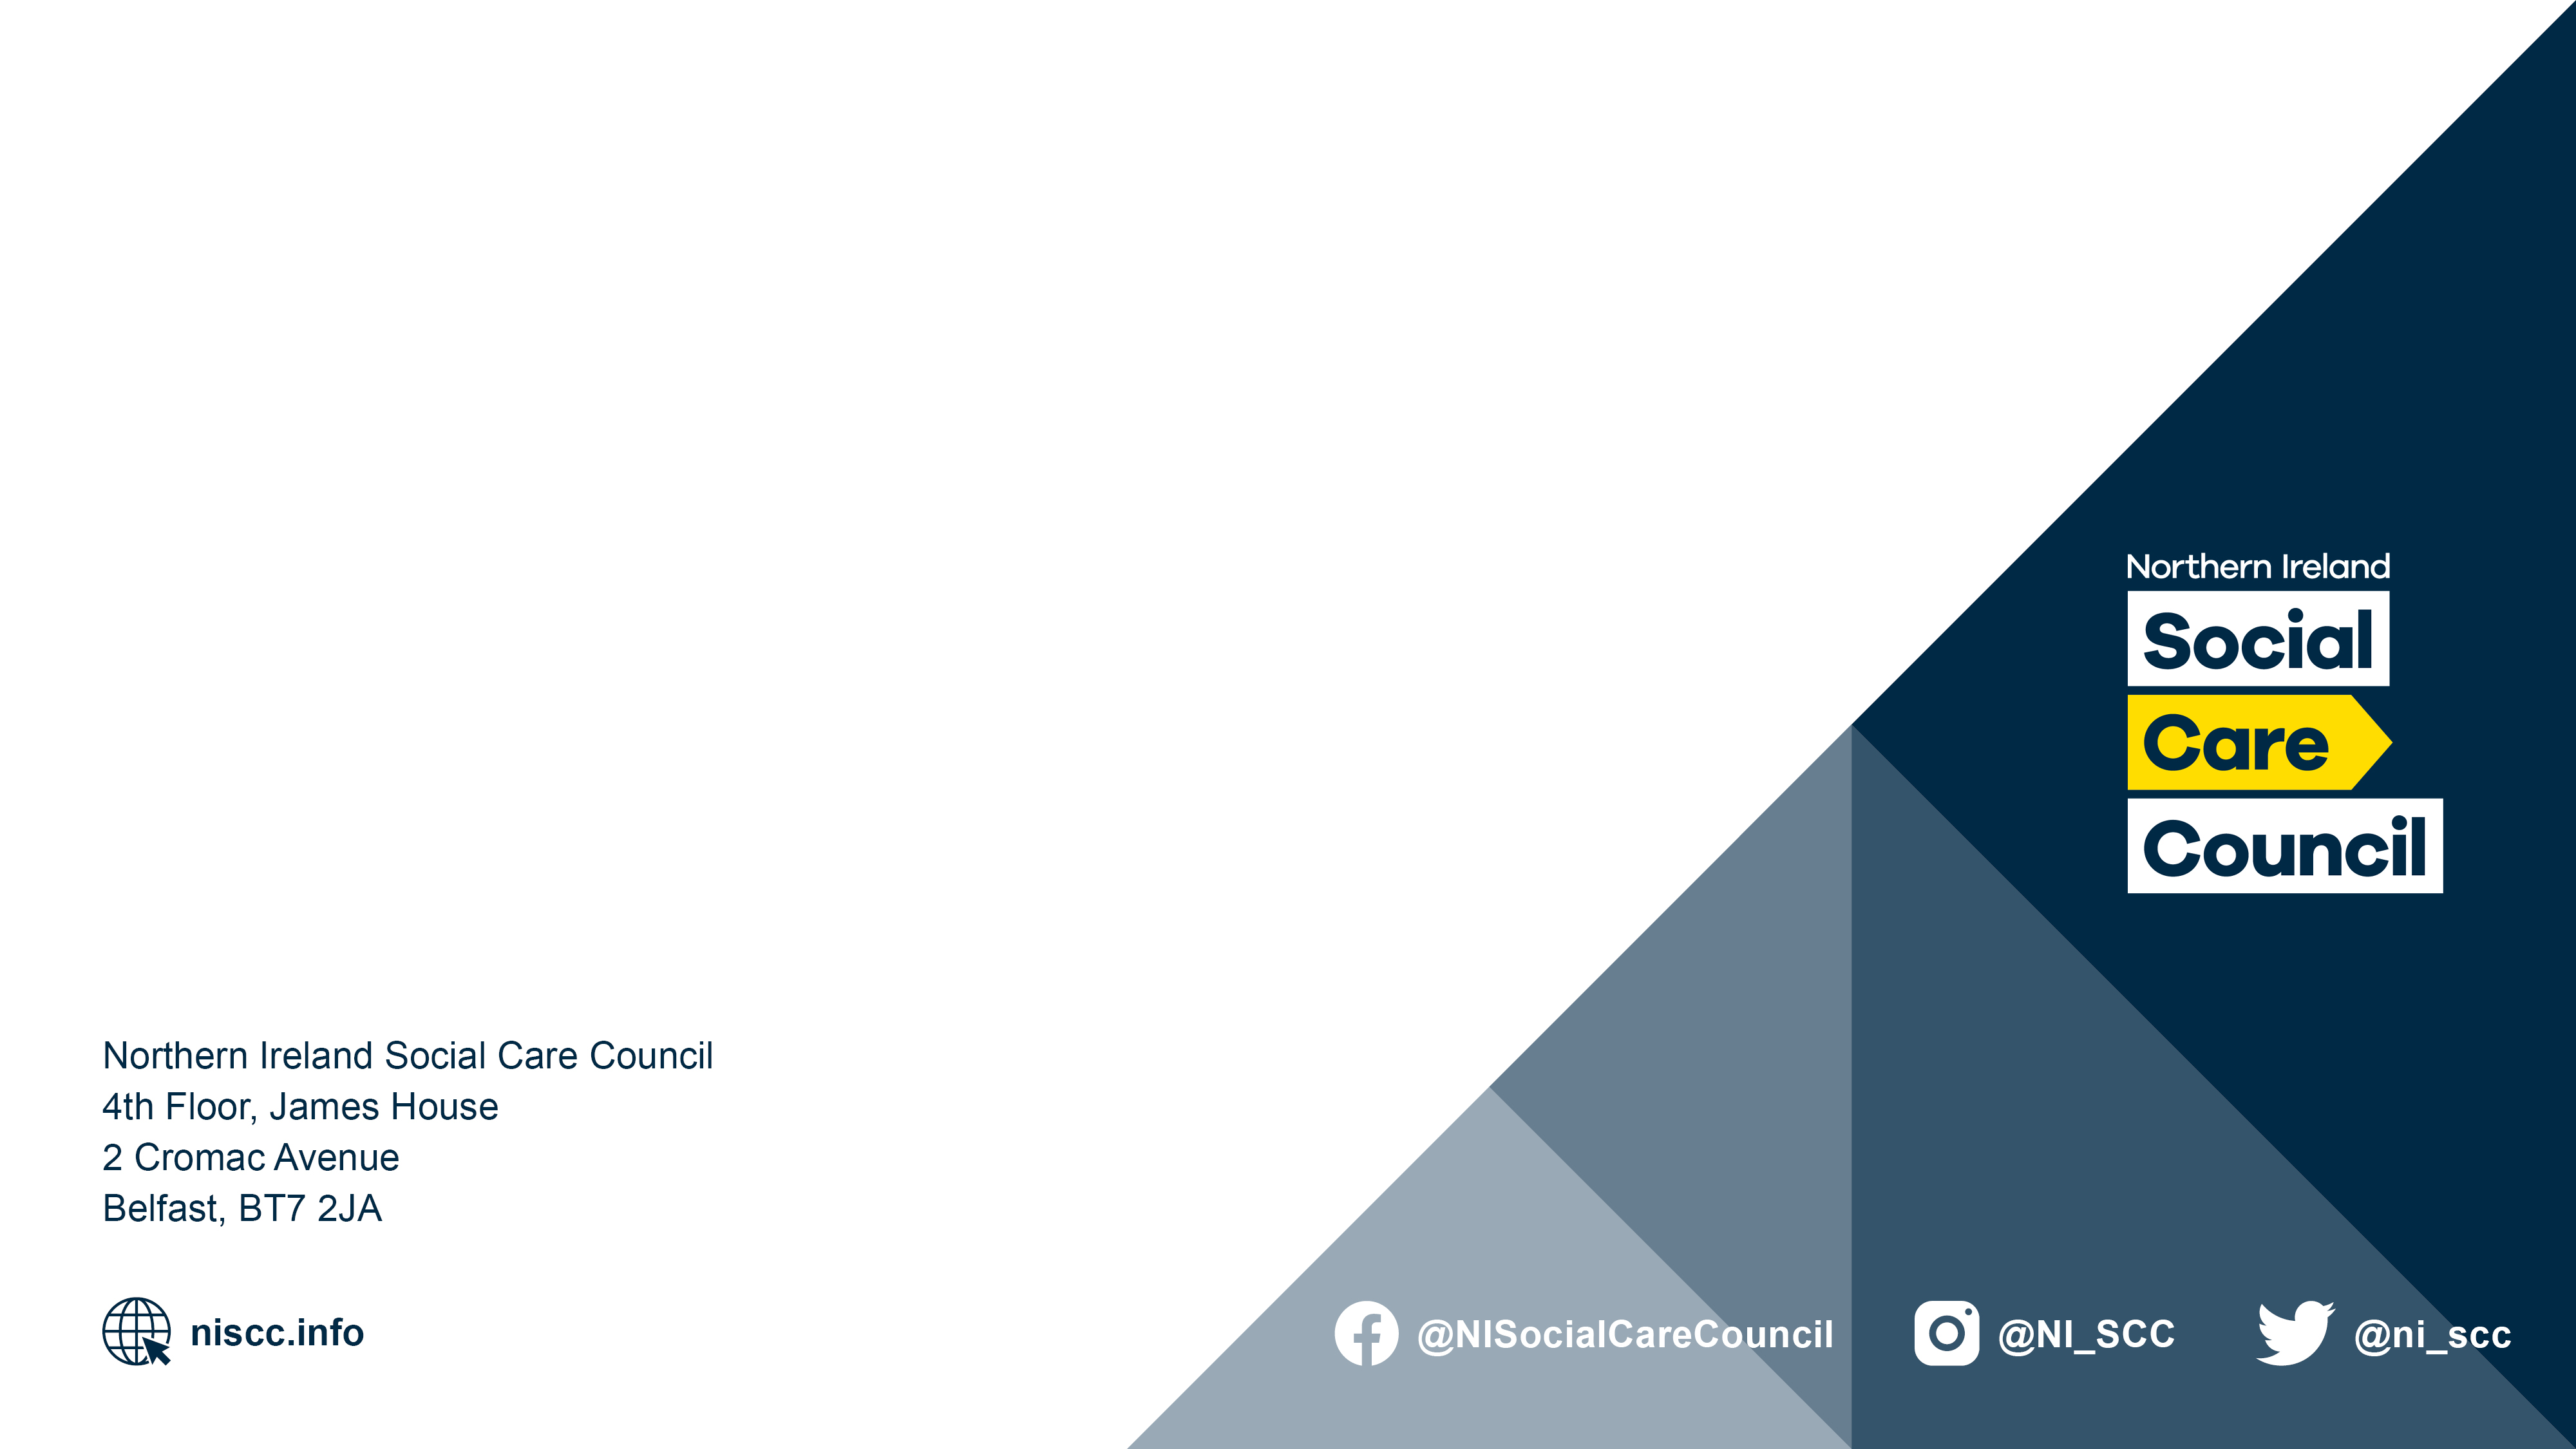 Northern Ireland
Social
Care
Council
Northern Ireland Social Care Council
4th Floor, James House
2 Cromac Avenue
Belfast, BT7 2JA
niscc.info
@NISocialCareCouncil
@NI_SCC
@ni_scc